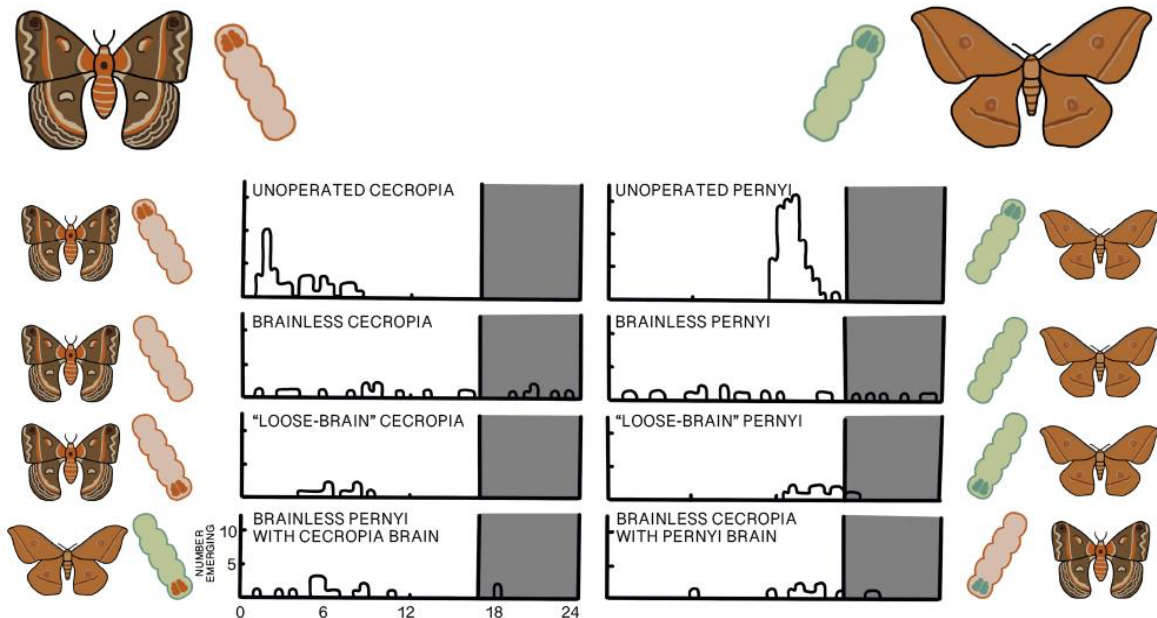 UNOPERATED CECROPIA
UNOPERATED PERNYI
BRAINLESS CECROPIA
BRAINLESS PERNYI
“LOOSE-BRAIN” CECROPIA
“LOOSE-BRAIN” PERNYI
BRAINLESS PERNYI
WITH CECROPIA BRAIN
BRAINLESS CECROPIA
WITH PERNYI BRAIN
NUMBER
EMERGING
10
5
0 6 12 18 24